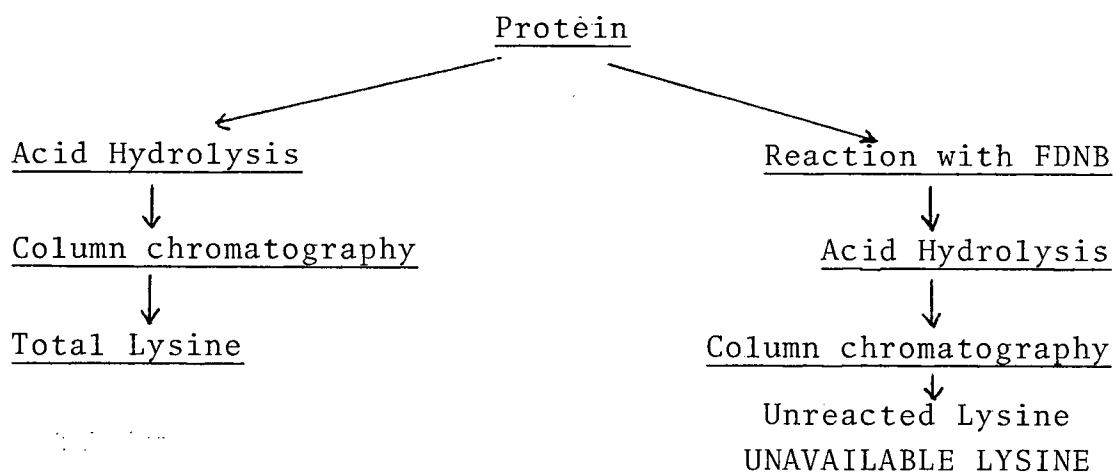 Protein
Acid Hydrolysis
Column chromatography
Total Lysine
Reaction with FDNB
Acid Hydrolysis
Column chromatography
Unreacted Lysine
UNAVAILABLE LYSINE